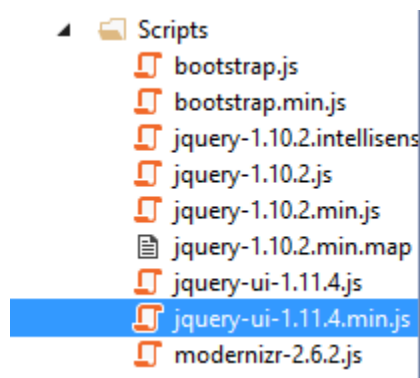 Scripts
bootstrap.js
bootstrap.min.js
jquery-1.10.2.intellisens
jquery-1.10.2.js
jquery-1.10.2.min.js
jquery-1.10.2.min.map
jquery-ui-1.11.4.js
jquery-ui-1.11.4.min.js
modernizr-2.6.2.js